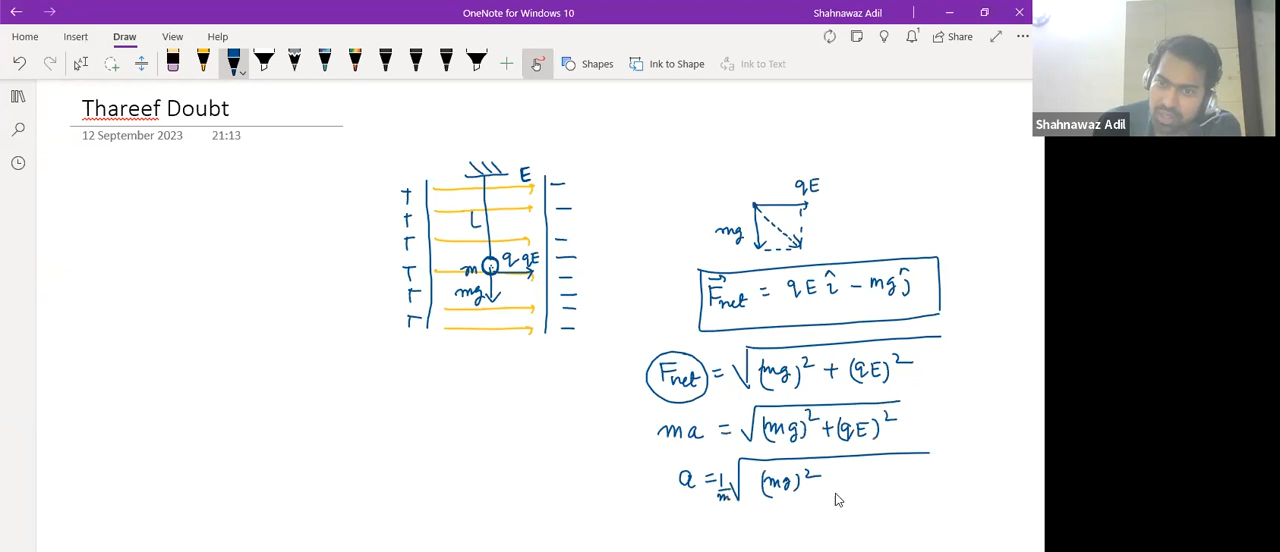 OneNote for Windows 10
Shahnawaz Adil
Home Insert Draw View Help
Share
Shapes
Ink to Shape
Ink to Text
Shahnawaz Adil
Thareef Doubt
12 September 2023 21:13
E
L
m q qE
mg
+ + + + + +
− − − − − − −
qE
mg
F⃗net = qE î − mg ĵ
Fnet = √(mg)² + (qE)²
ma = √(mg)² + (qE)²
a = 1/m √(mg)²